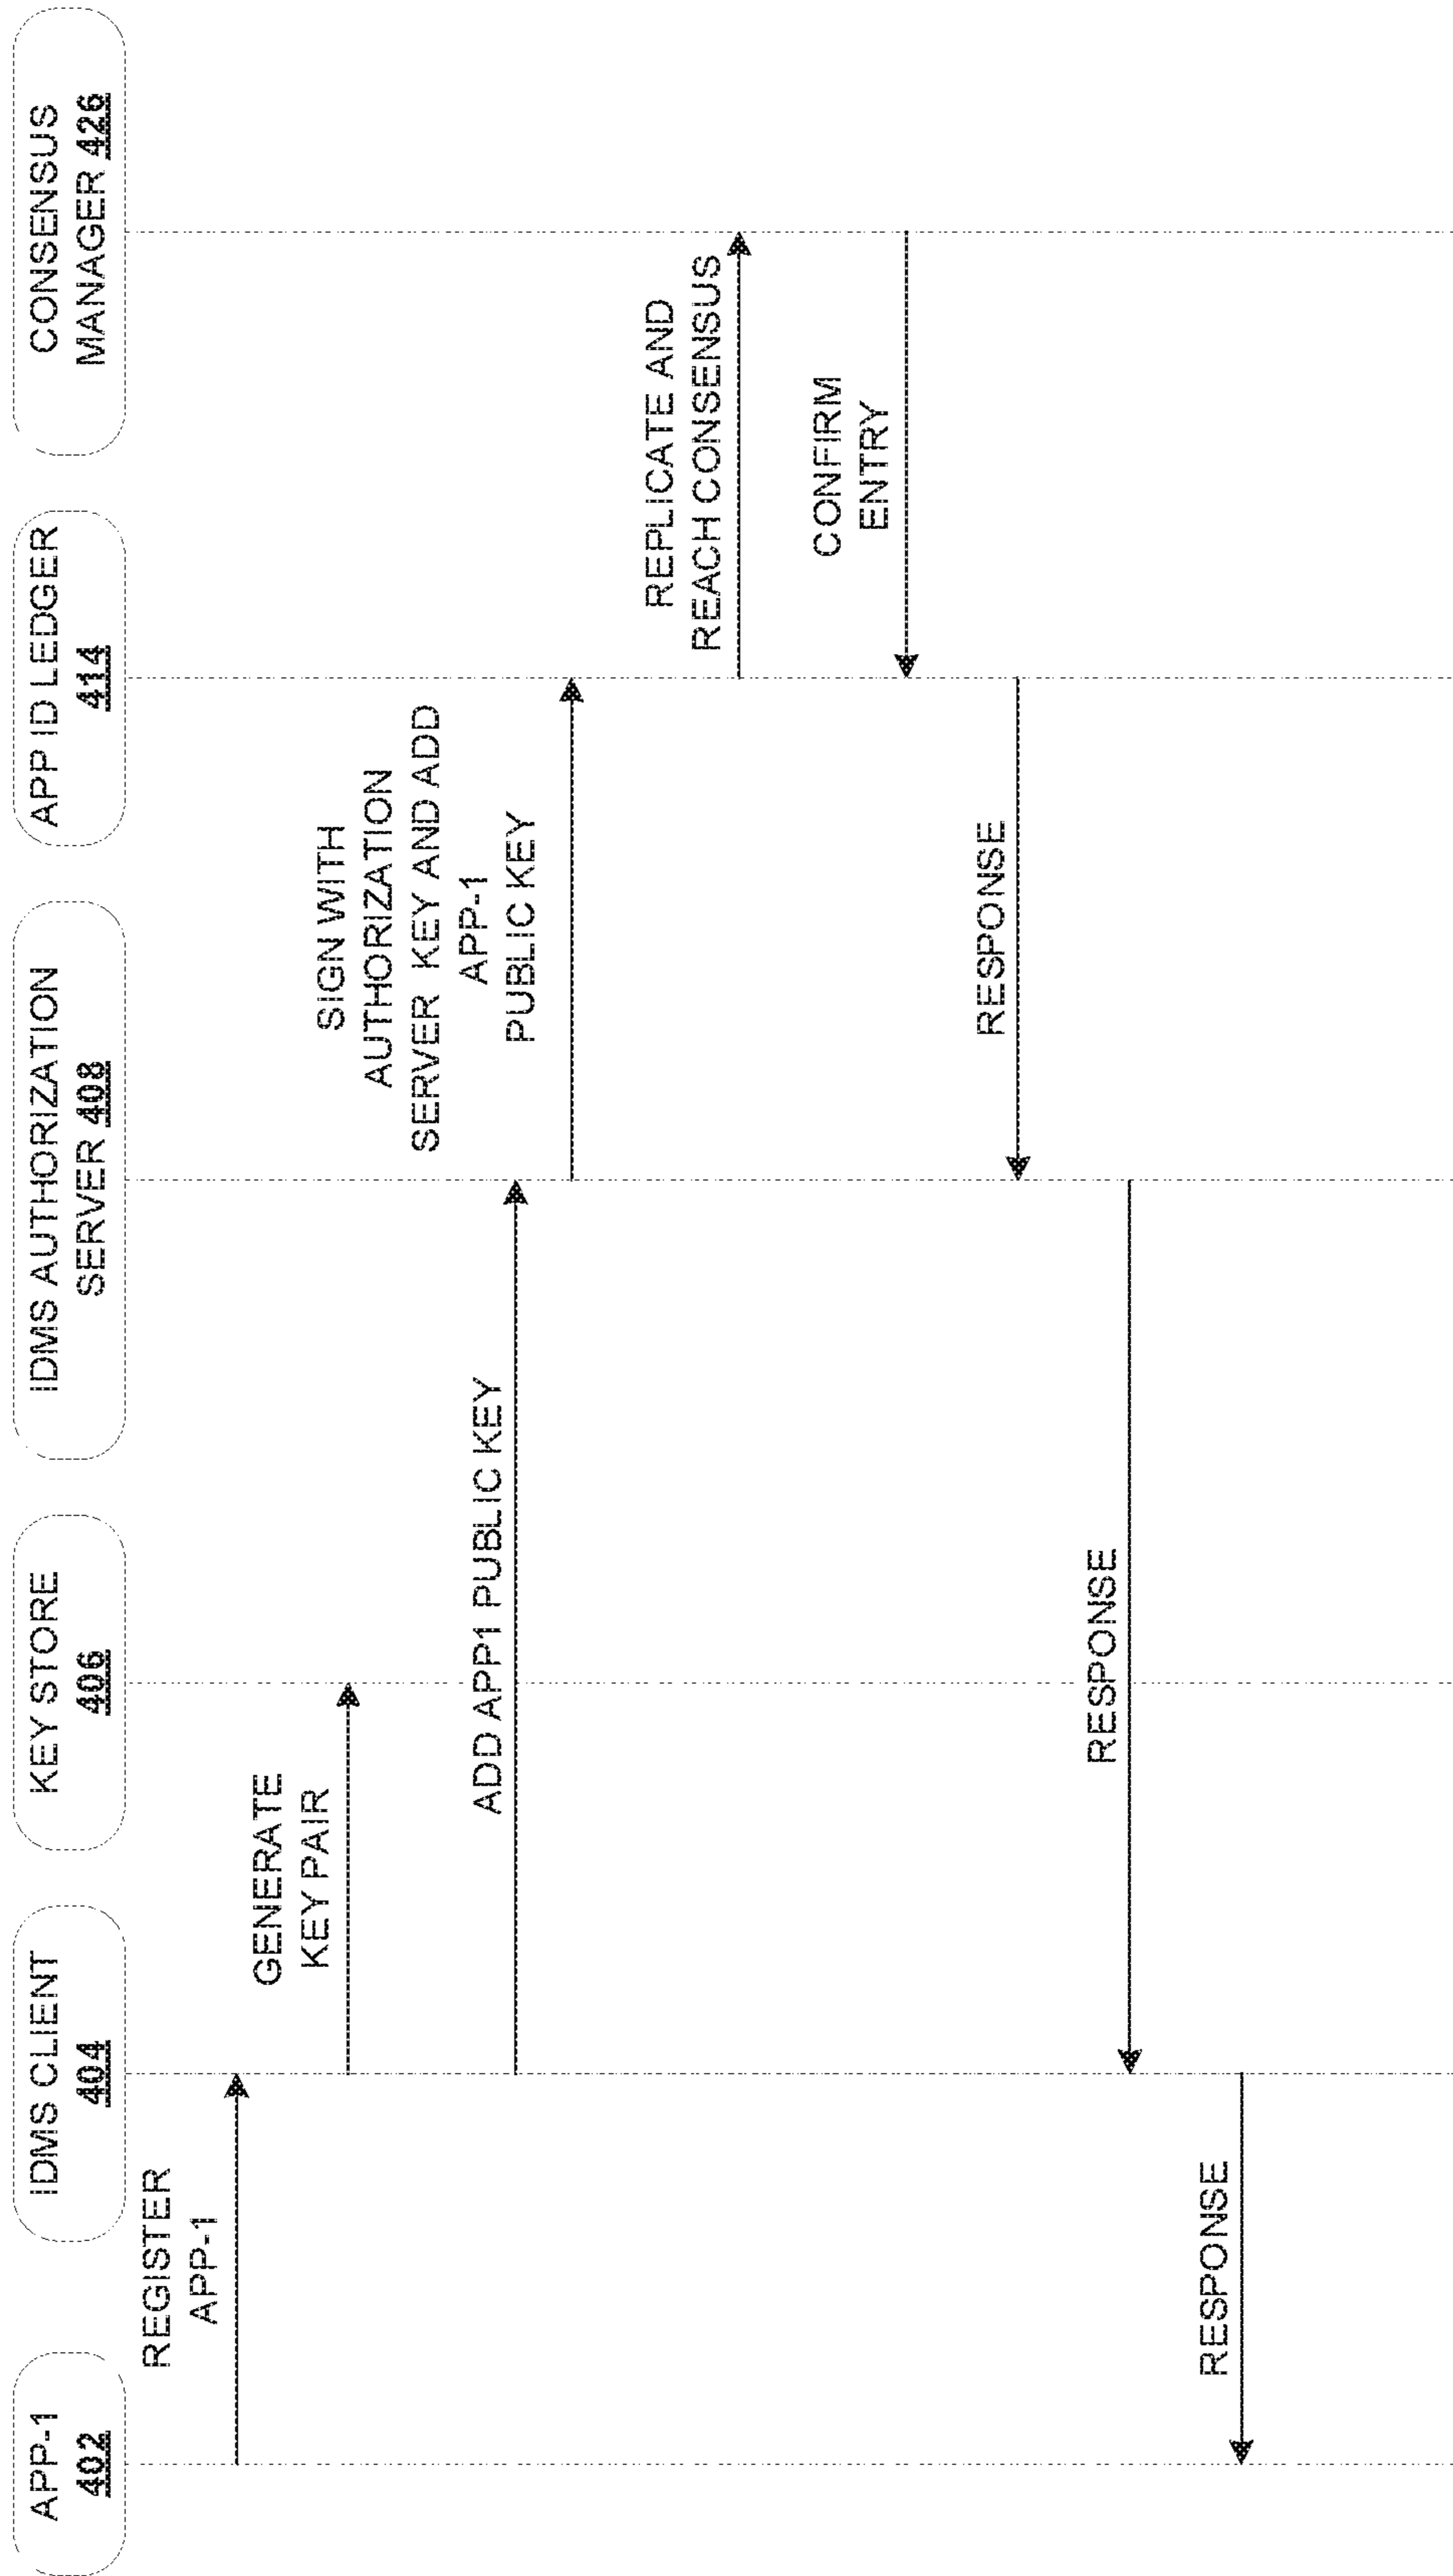 APP-1
402
IDMS CLIENT
404
KEY STORE
406
IDMS AUTHORIZATION
SERVER 408
APP ID LEDGER
414
CONSENSUS
MANAGER 426
REGISTER
APP-1
GENERATE
KEY PAIR
ADD APP1 PUBLIC KEY
SIGN WITH
AUTHORIZATION
SERVER KEY AND ADD
APP-1
PUBLIC KEY
REPLICATE AND
REACH CONSENSUS
CONFIRM
ENTRY
RESPONSE
RESPONSE
RESPONSE